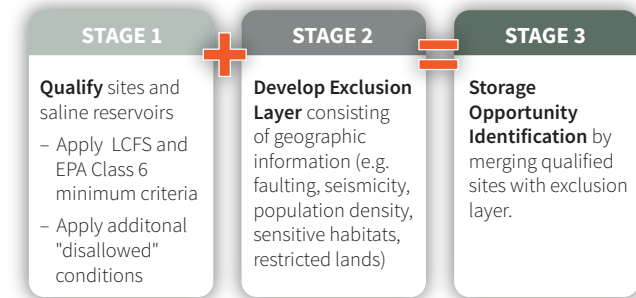 STAGE 1
Qualify sites and
saline reservoirs
– Apply LCFS and
EPA Class 6
minimum criteria
– Apply additonal
"disallowed"
conditions
+
STAGE 2
Develop Exclusion
Layer consisting
of geographic
information (e.g.
faulting, seismicity,
population density,
sensitive habitats,
restricted lands)
=
STAGE 3
Storage
Opportunity
Identification by
merging qualified
sites with exclusion
layer.